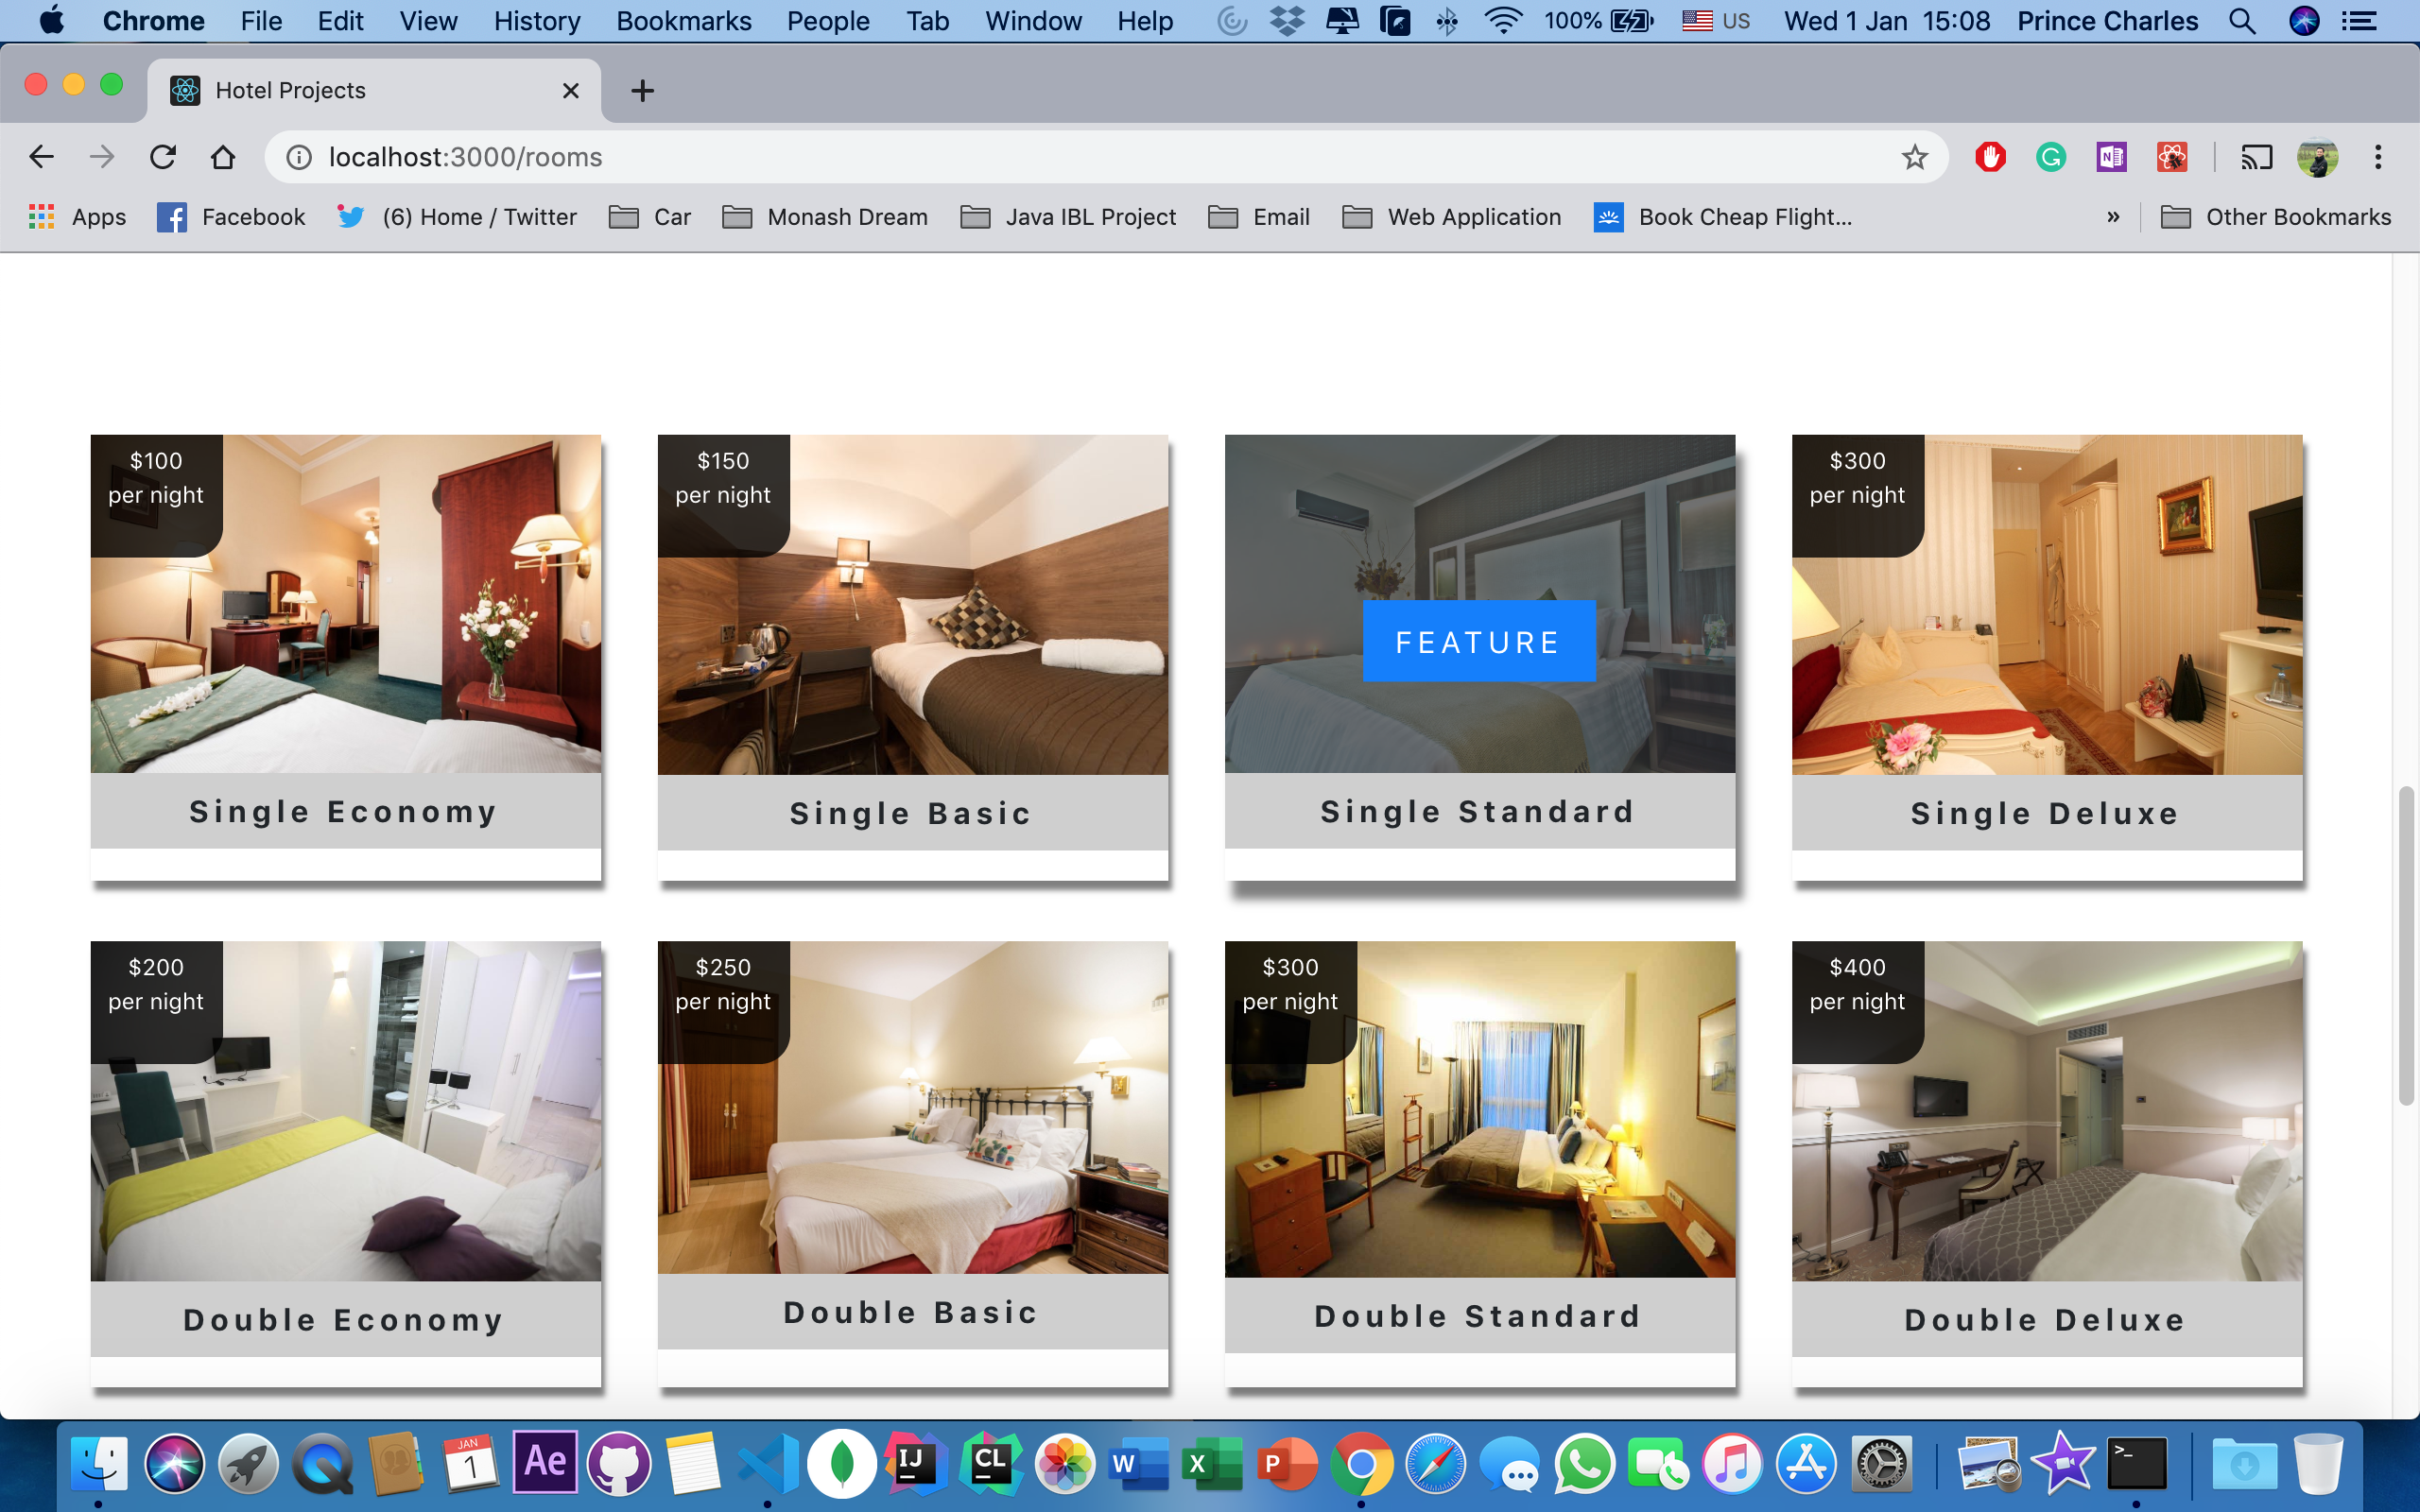 Chrome File Edit View History Bookmarks People Tab Window Help 100% US Wed 1 Jan 15:08 Prince Charles
Hotel Projects
localhost:3000/rooms
Apps Facebook (6) Home / Twitter Car Monash Dream Java IBL Project Email Web Application Book Cheap Flight... » Other Bookmarks
$100
per night
$150
per night
$300
per night
FEATURE
Single Economy
Single Basic
Single Standard
Single Deluxe
$200
per night
$250
per night
$300
per night
$400
per night
Double Economy
Double Basic
Double Standard
Double Deluxe
JAN
1
Ae
IJ
CL
W
X
P
>_